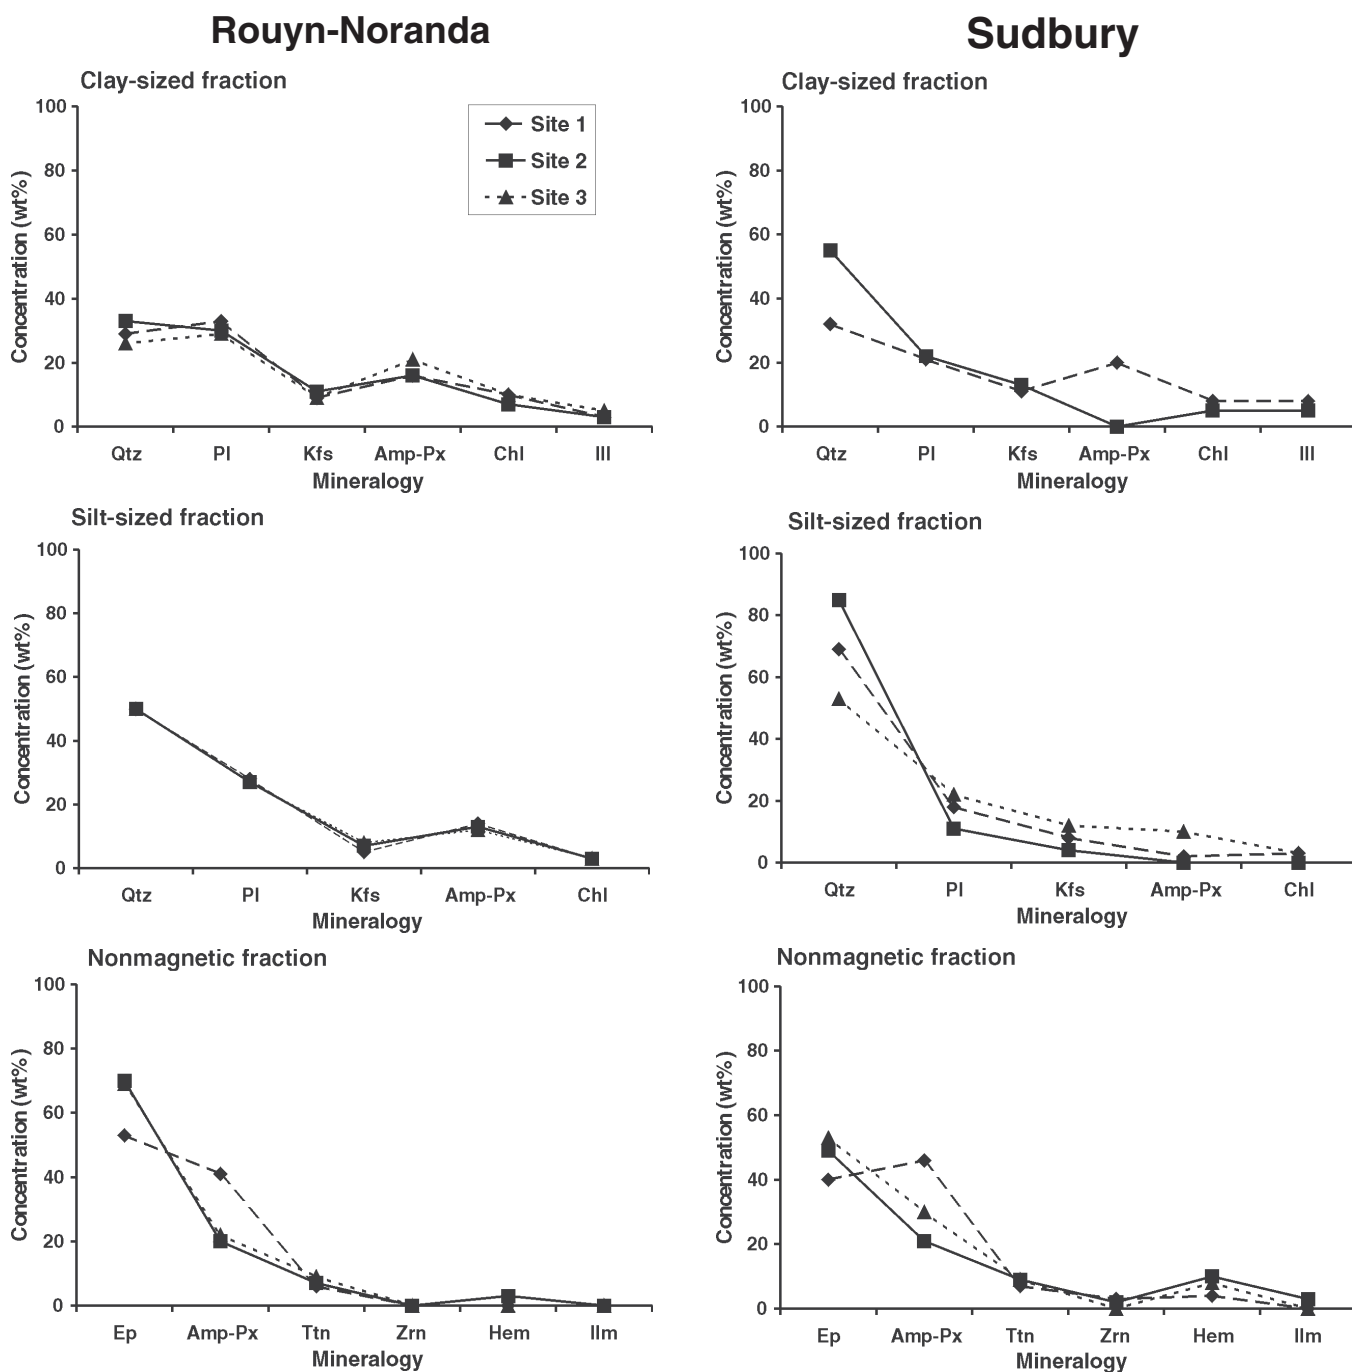 Rouyn-Noranda
Sudbury
Clay-sized fraction
100
80
60
40
20
0
Concentration (wt%)
Site 1
Site 2
Site 3
Qtz Pl Kfs Amp-Px Chl Ill
Mineralogy
Clay-sized fraction
100
80
60
40
20
0
Concentration (wt%)
Qtz Pl Kfs Amp-Px Chl Ill
Mineralogy
Silt-sized fraction
100
80
60
40
20
0
Concentration (wt%)
Qtz Pl Kfs Amp-Px Chl
Mineralogy
Silt-sized fraction
100
80
60
40
20
0
Concentration (wt%)
Qtz Pl Kfs Amp-Px Chl
Mineralogy
Nonmagnetic fraction
100
80
60
40
20
0
Concentration (wt%)
Ep Amp-Px Ttn Zrn Hem Ilm
Mineralogy
Nonmagnetic fraction
100
80
60
40
20
0
Concentration (wt%)
Ep Amp-Px Ttn Zrn Hem Ilm
Mineralogy